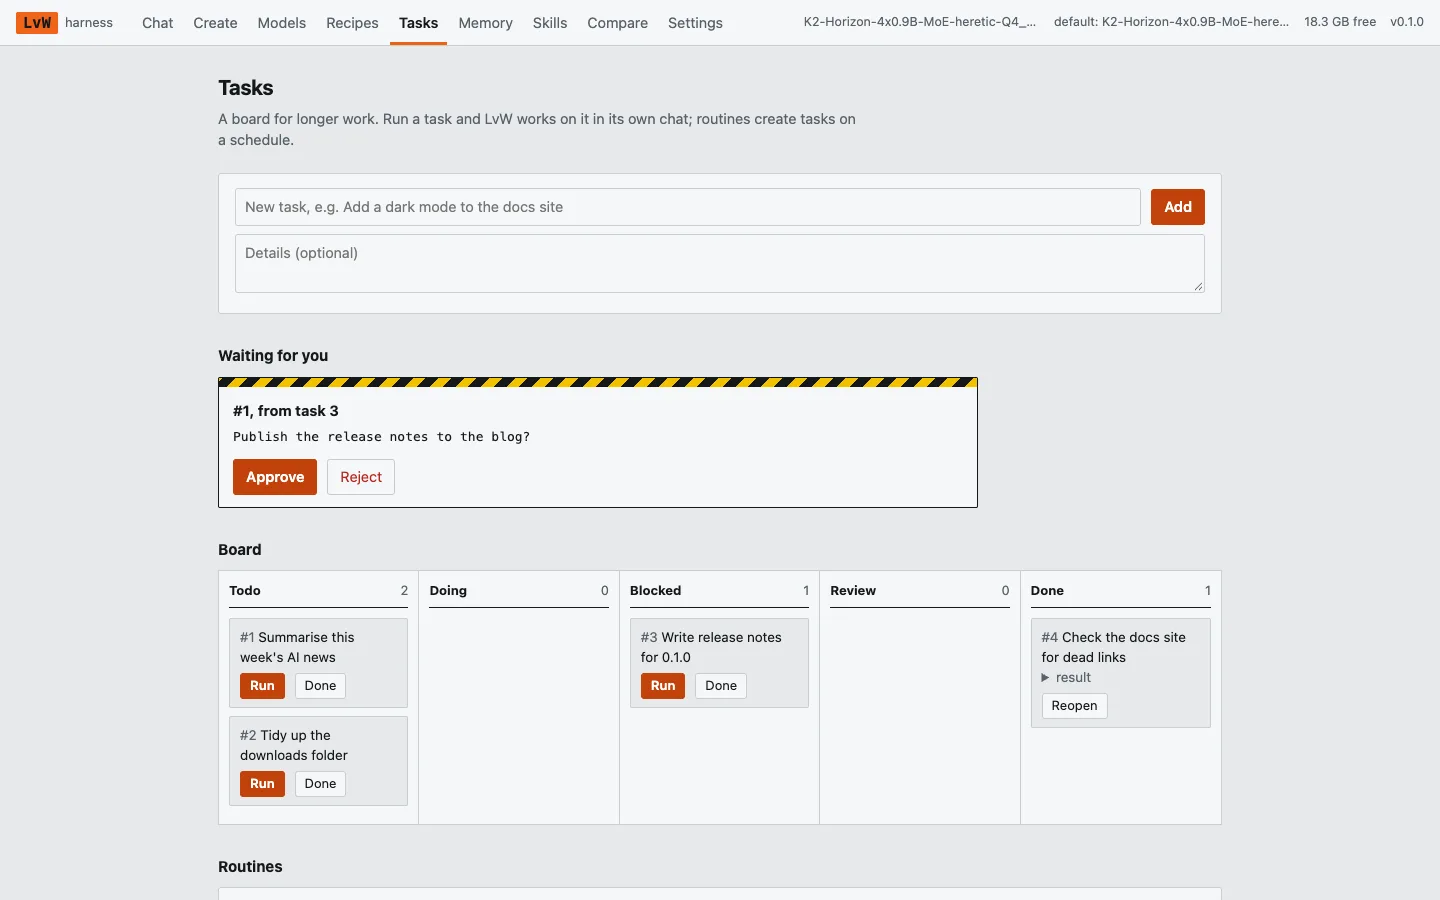 LvW harness Chat Create Models Recipes Tasks Memory Skills Compare Settings K2-Horizon-4x0.9B-MoE-heretic-Q4_... default: K2-Horizon-4x0.9B-MoE-here... 18.3 GB free v0.1.0
Tasks
A board for longer work. Run a task and LvW works on it in its own chat; routines create tasks on
a schedule.
New task, e.g. Add a dark mode to the docs site
Add
Details (optional)
Waiting for you
#1, from task 3
Publish the release notes to the blog?
Approve Reject
Board
Todo 2
#1 Summarise this
week's AI news
Run Done
#2 Tidy up the
downloads folder
Run Done
Doing 0
Blocked 1
#3 Write release notes
for 0.1.0
Run Done
Review 0
Done 1
#4 Check the docs site
for dead links
result
Reopen
Routines